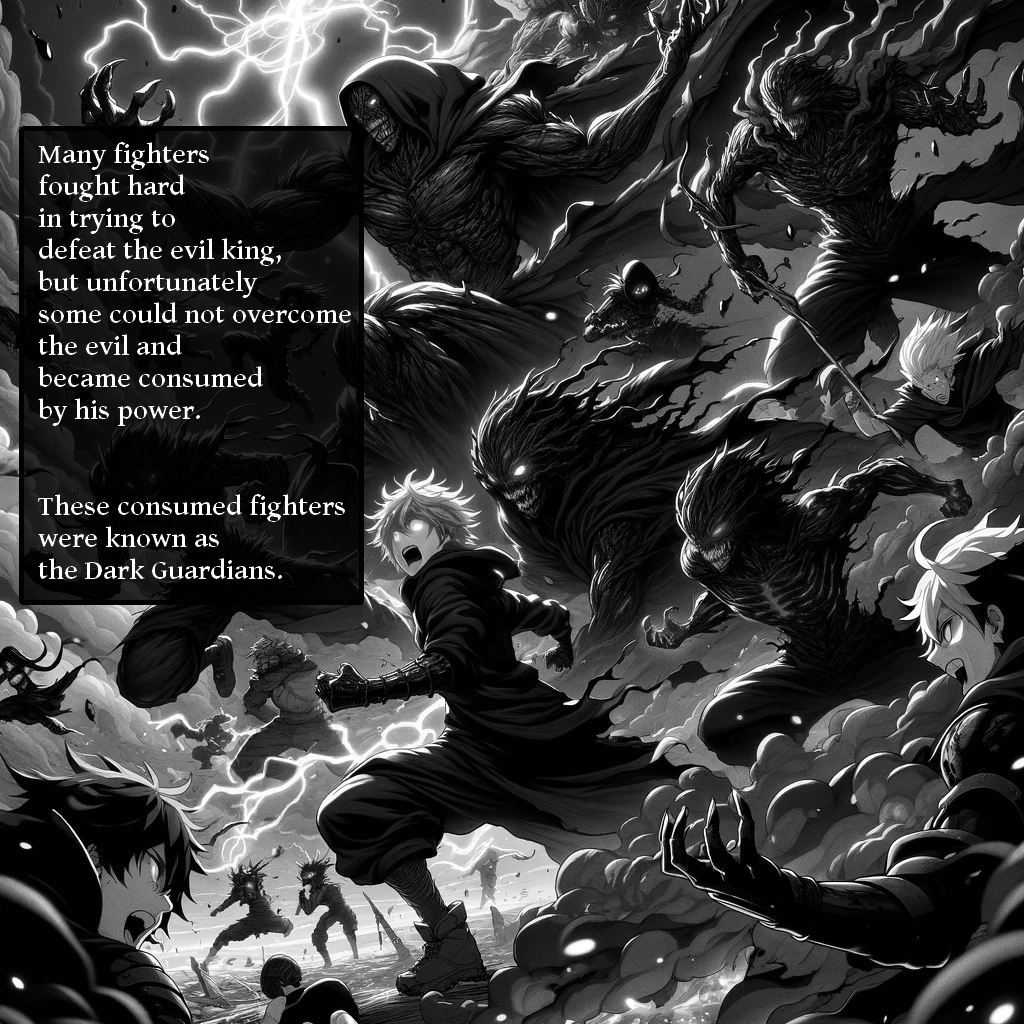 Many fighters
fought hard
in trying to
defeat the evil king,
but unfortunately
some could not overcome
the evil and
became consumed
by his power.
These consumed fighters
were known as
the Dark Guardians.